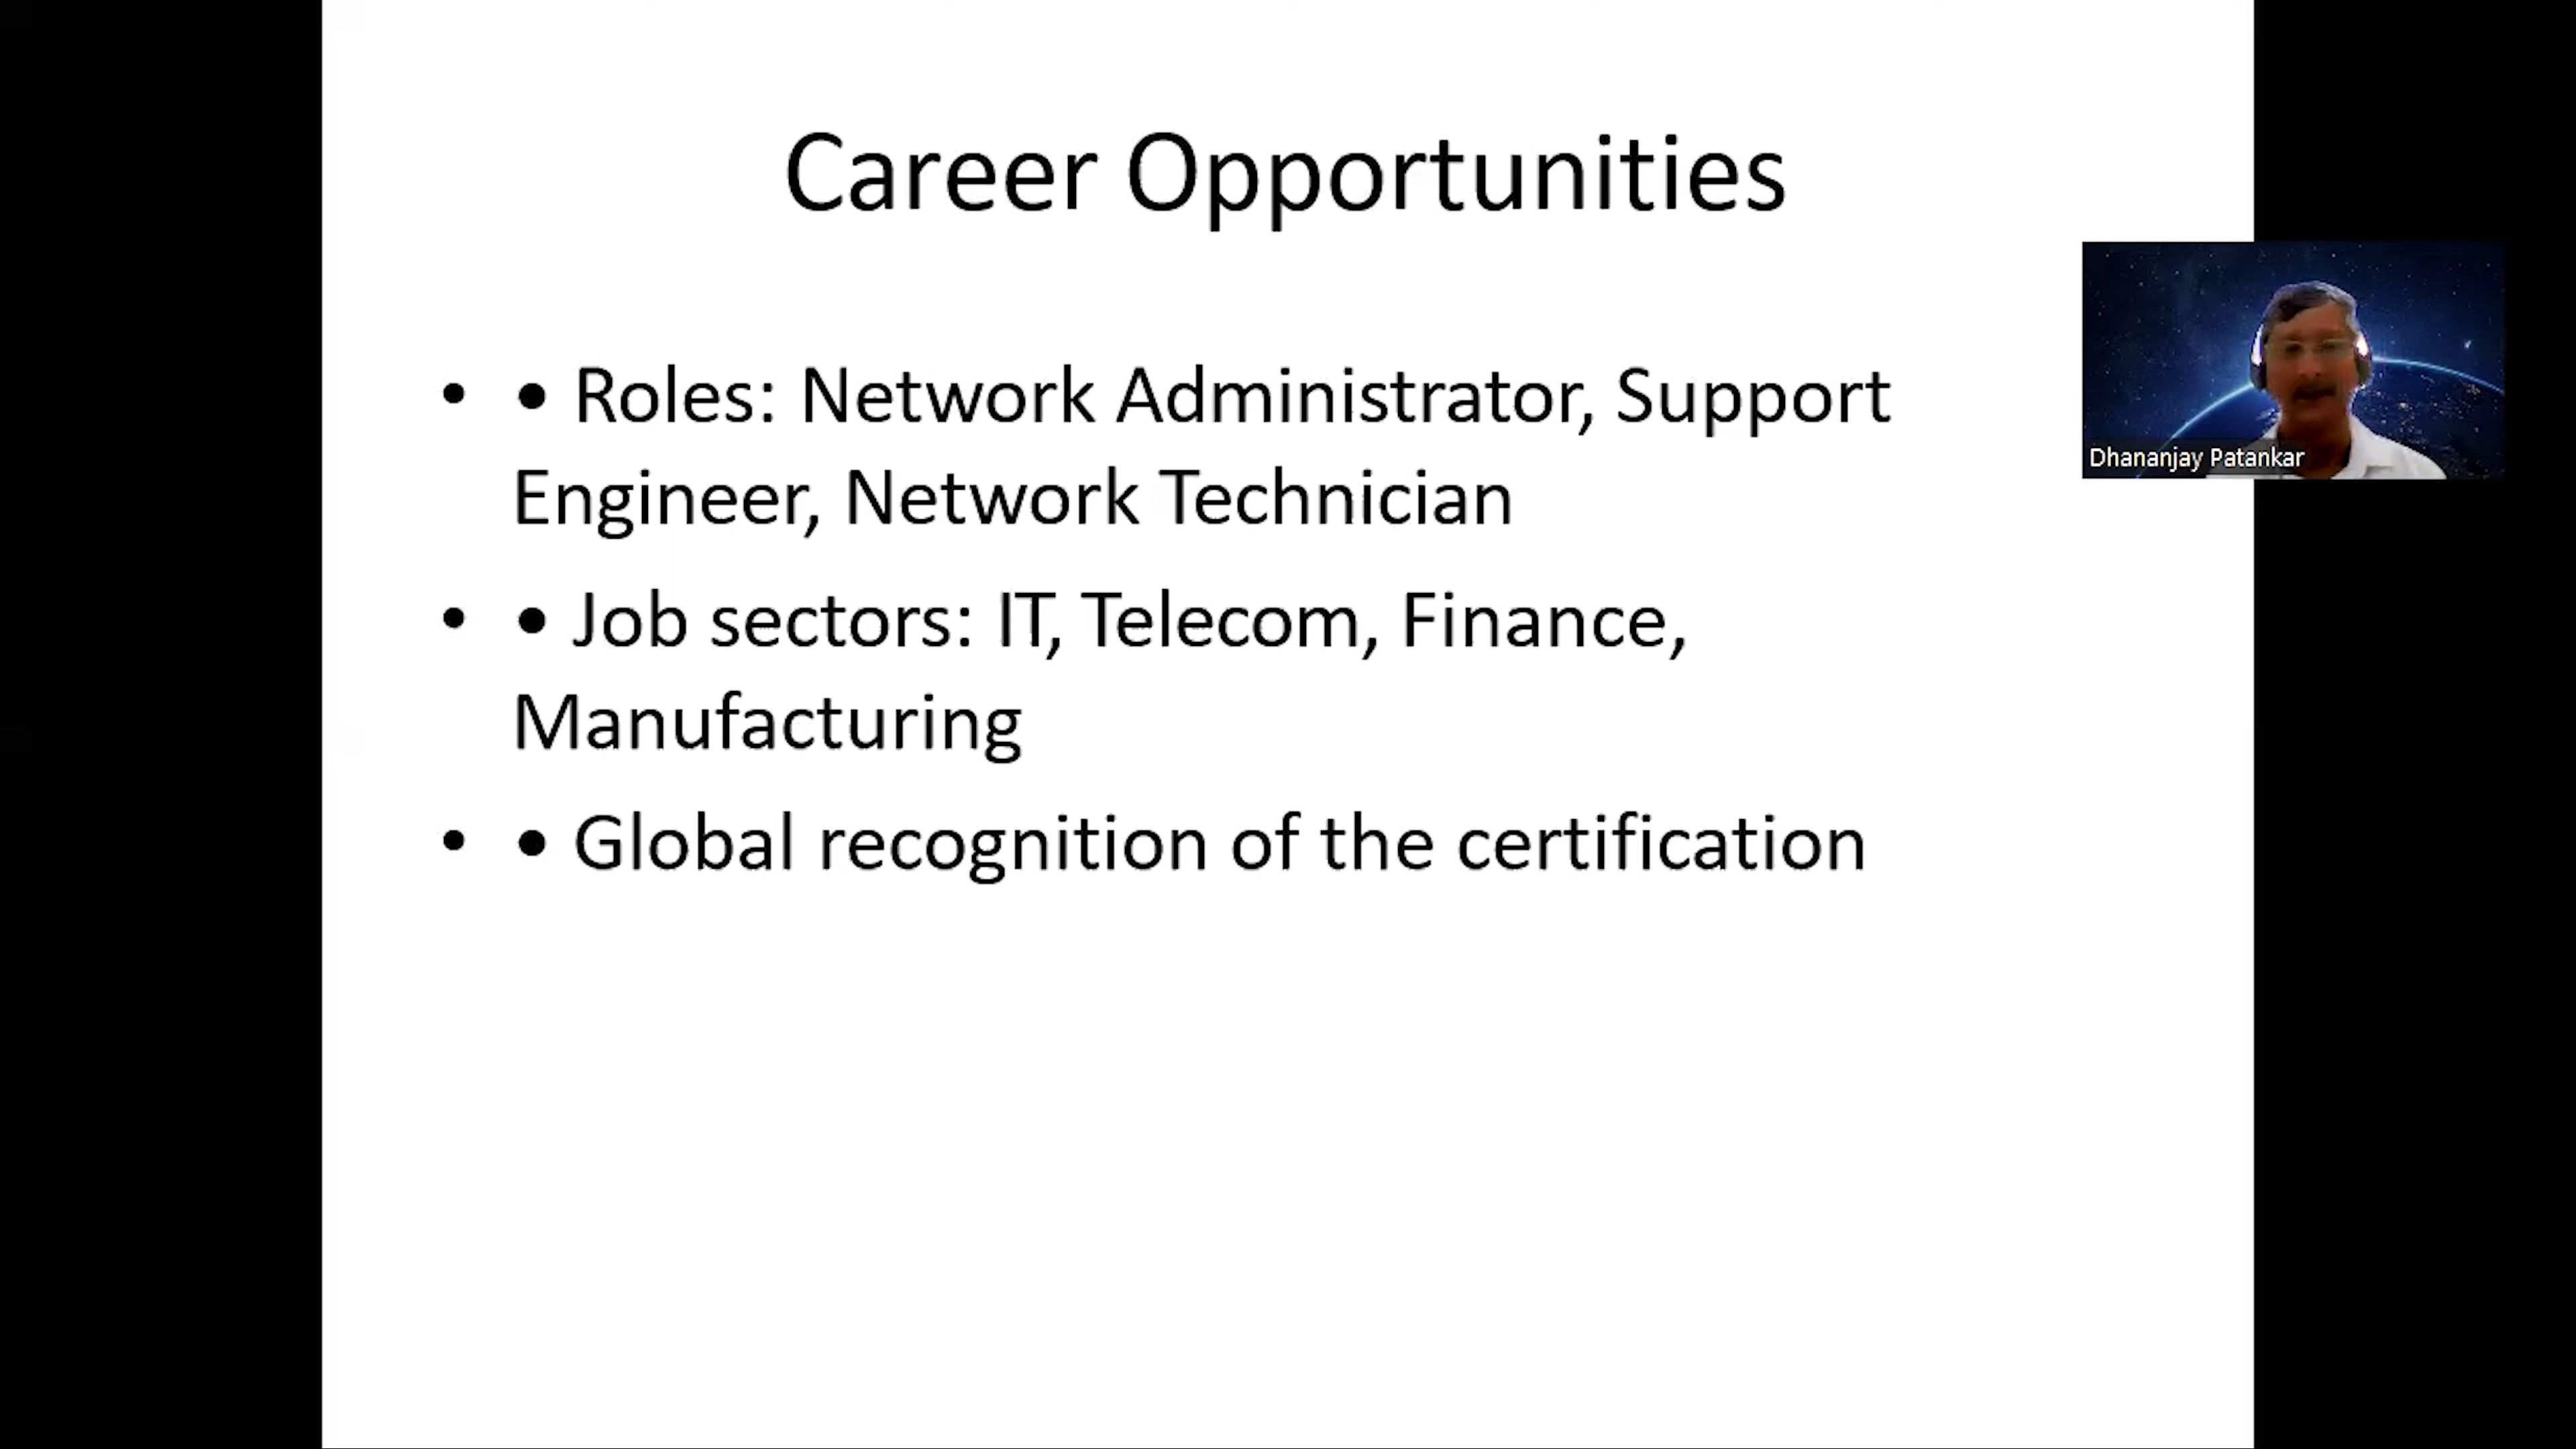 Career Opportunities
• • Roles: Network Administrator, Support
Engineer, Network Technician
• • Job sectors: IT, Telecom, Finance,
Manufacturing
• • Global recognition of the certification
Dhananjay Patankar